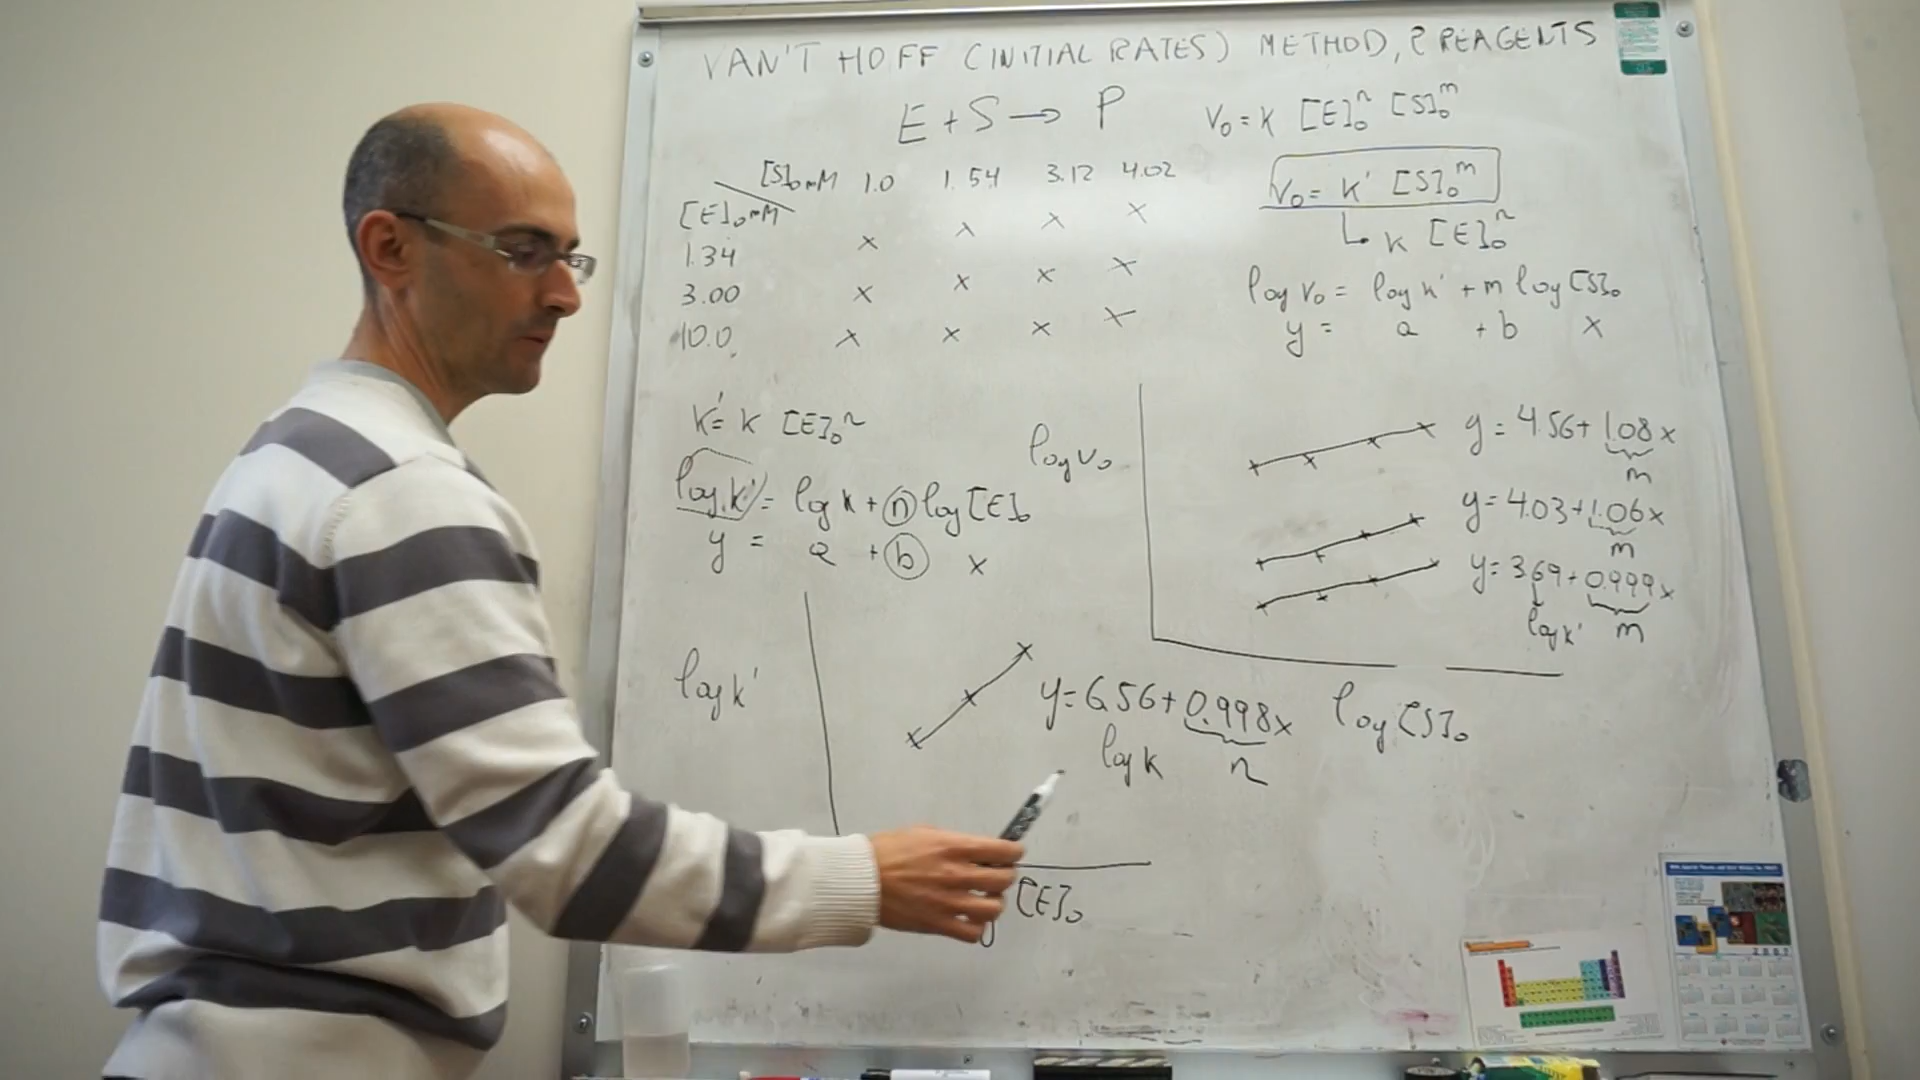 VAN'T HOFF (INITIAL RATES) METHOD, 2 REAGENTS
E + S → P
V₀ = K [E]₀ⁿ [S]₀ᵐ
[S]₀ mM 1.0 1.54 3.12 4.02
[E]₀ mM
1.34 x x x x
3.00 x x x x
10.0 x x x x
V₀ = K' [S]₀ᵐ
K [E]₀ⁿ
log V₀ = log K' + m log [S]₀
y = a + b x
K' = K [E]₀ⁿ
log K' = log K + n log [E]₀
y = a + b x
log V₀
y = 4.56 + 1.08 x
m
y = 4.03 + 1.06 x
m
y = 3.69 + 0.999 x
log K' m
log [S]₀
log K'
y = 6.56 + 0.998 x
log K n
[E]₀
2007